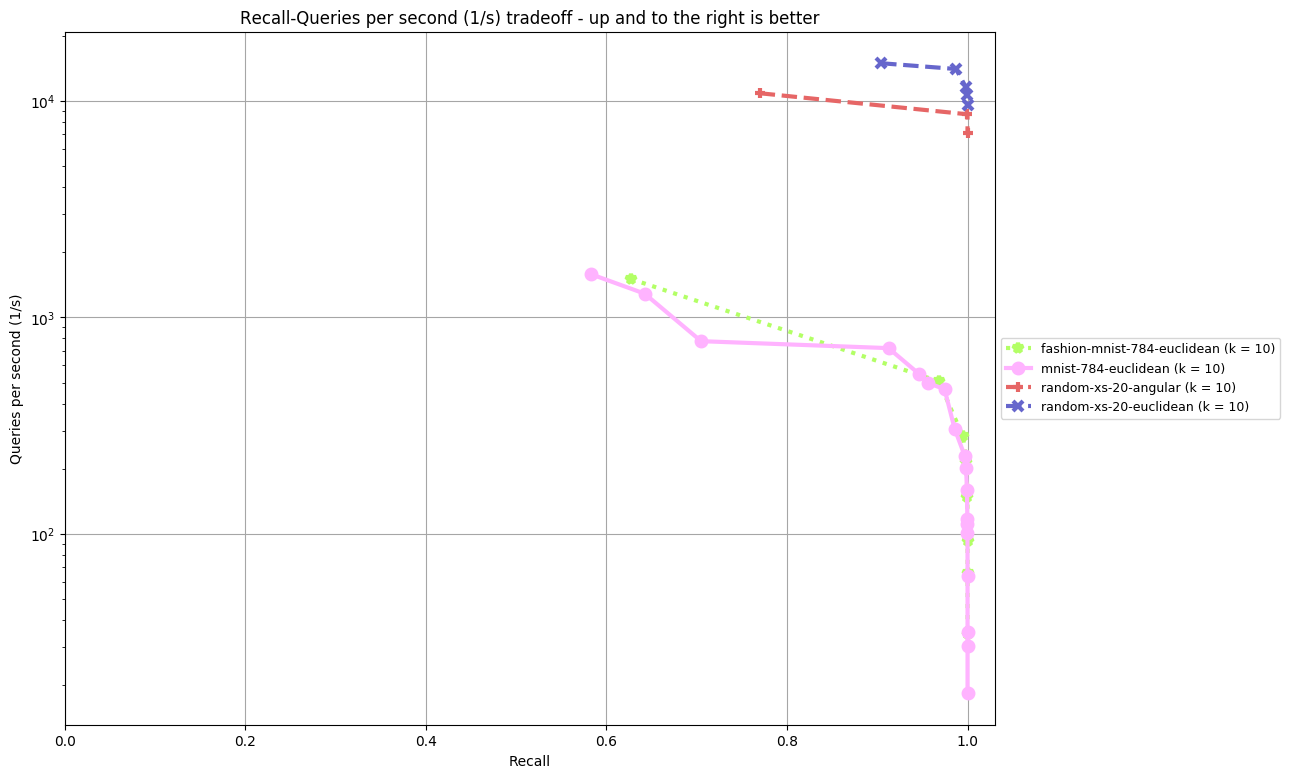 Recall-Queries per second (1/s) tradeoff - up and to the right is better
Queries per second (1/s)
10⁴
10³
10²
0.0 0.2 0.4 0.6 0.8 1.0
Recall
fashion-mnist-784-euclidean (k = 10)
mnist-784-euclidean (k = 10)
random-xs-20-angular (k = 10)
random-xs-20-euclidean (k = 10)